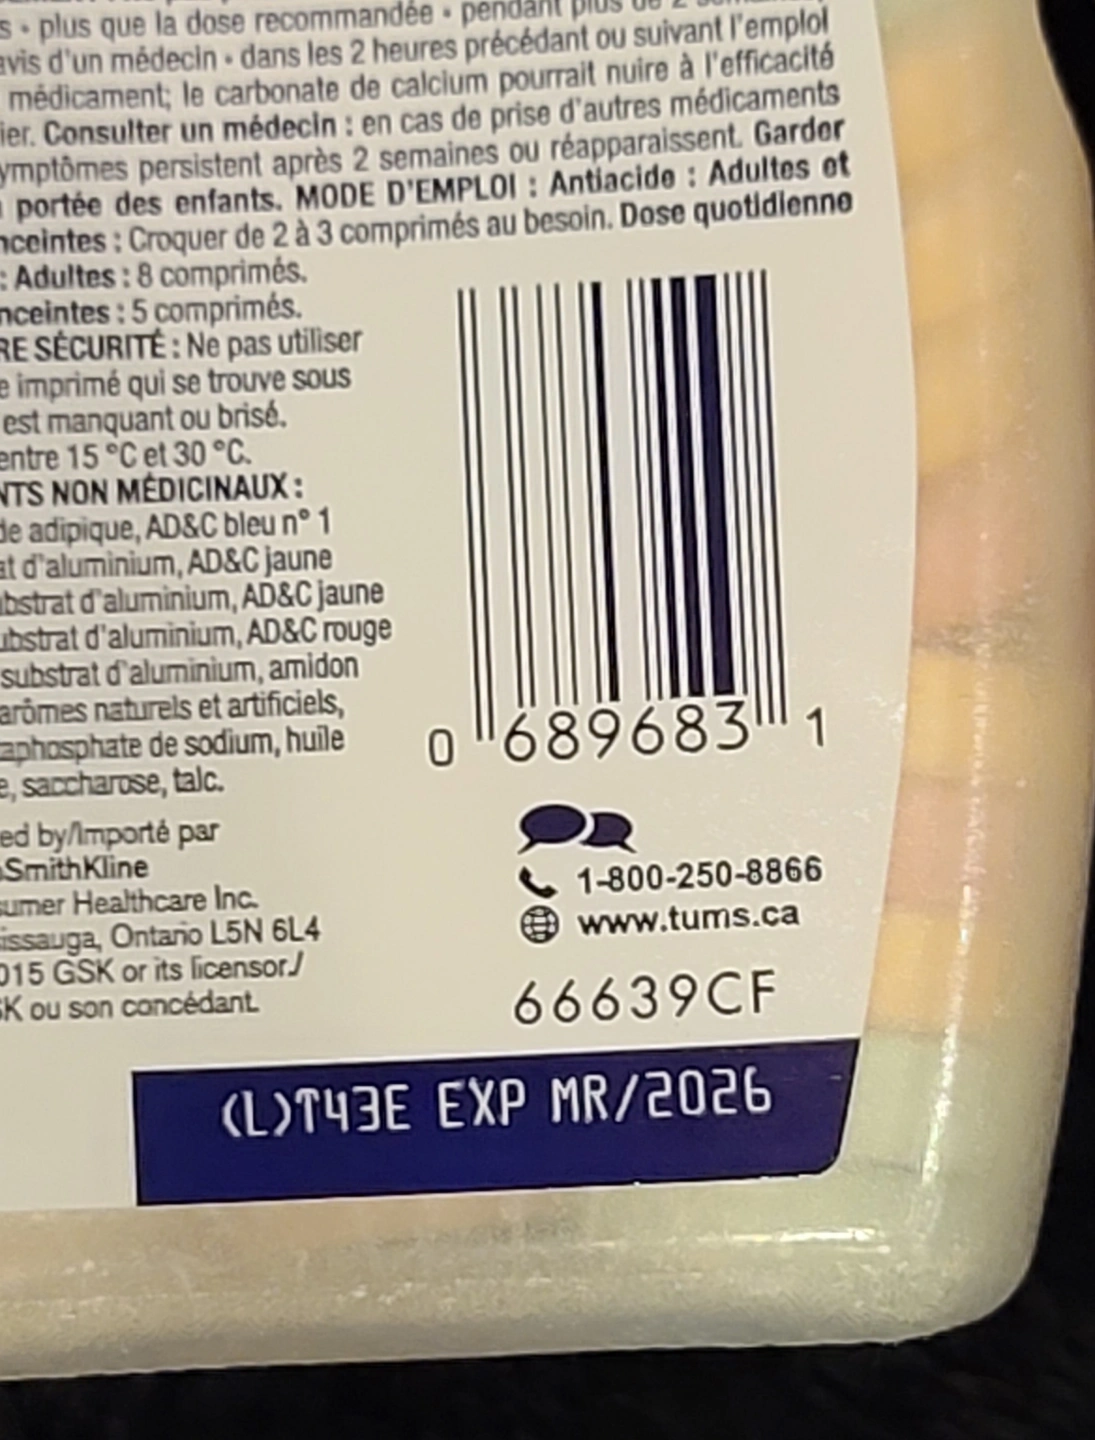 s • plus que la dose recommandée • pendant plus de 2
avis d'un médecin • dans les 2 heures précédant ou suivant l'emploi
médicament; le carbonate de calcium pourrait nuire à l'efficacité
ier. Consulter un médecin : en cas de prise d'autres médicaments
ymptômes persistent après 2 semaines ou réapparaissent. Garder
portée des enfants. MODE D'EMPLOI : Antiacide : Adultes et
nceintes : Croquer de 2 à 3 comprimés au besoin. Dose quotidienne
: Adultes : 8 comprimés.
nceintes : 5 comprimés.
RE SÉCURITÉ : Ne pas utiliser
e imprimé qui se trouve sous
est manquant ou brisé.
entre 15 °C et 30 °C.
NTS NON MÉDICINAUX :
de adipique, AD&C bleu n° 1
at d'aluminium, AD&C jaune
ubstrat d'aluminium, AD&C jaune
ubstrat d'aluminium, AD&C rouge
substrat d'aluminium, amidon
arômes naturels et artificiels,
aphosphate de sodium, huile
e, saccharose, talc.
0 689683 1
ed by/Importé par
SmithKline
sumer Healthcare Inc.
issauga, Ontario L5N 6L4
015 GSK or its licensor./
SK ou son concédant.
1-800-250-8866
www.tums.ca
66639CF
(L)T43E EXP MR/2026